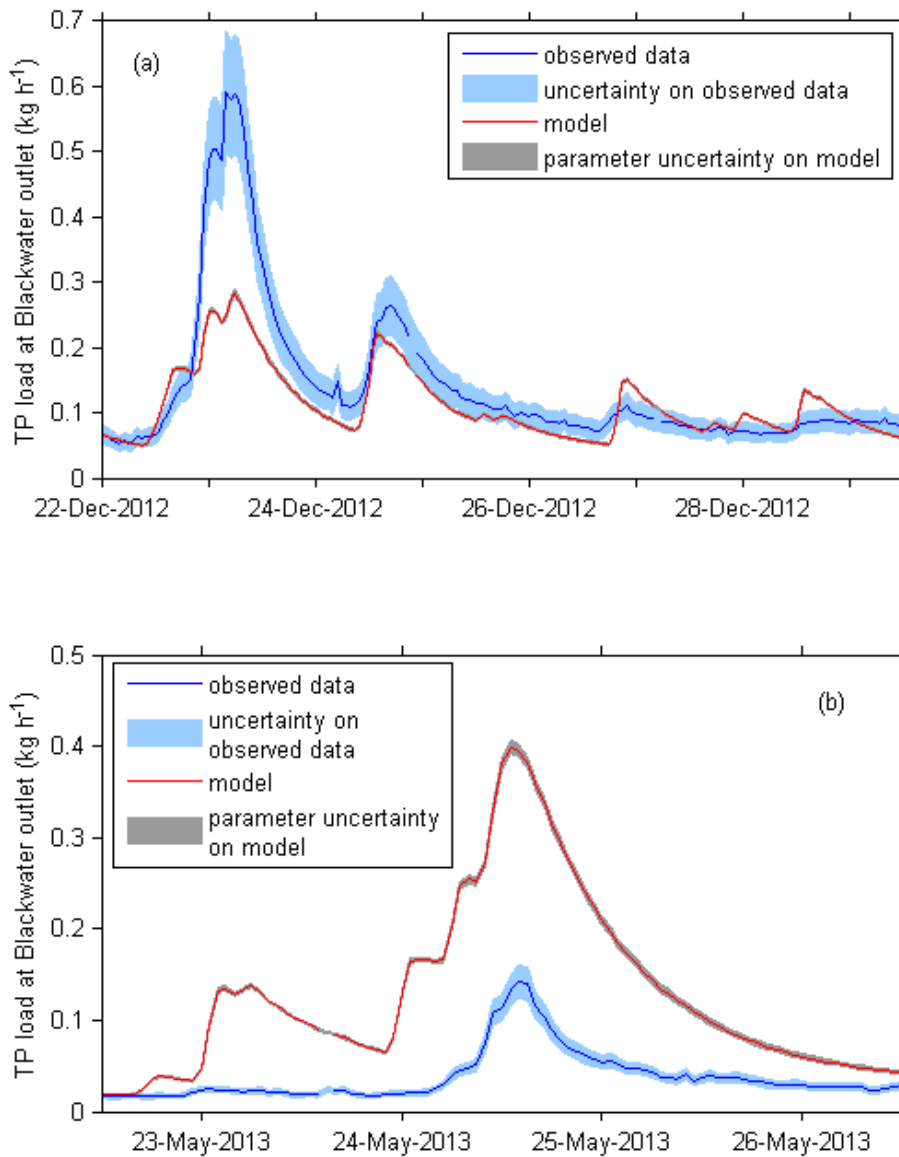 0.7
(a)
observed data
uncertainty on observed data
model
parameter uncertainty on model
0.6
0.5
0.4
0.3
0.2
0.1
0
TP load at Blackwater outlet (kg h⁻¹)
22-Dec-2012
24-Dec-2012
26-Dec-2012
28-Dec-2012
0.5
observed data
uncertainty on
observed data
model
parameter uncertainty
on model
(b)
0.4
0.3
0.2
0.1
0
TP load at Blackwater outlet (kg h⁻¹)
23-May-2013
24-May-2013
25-May-2013
26-May-2013